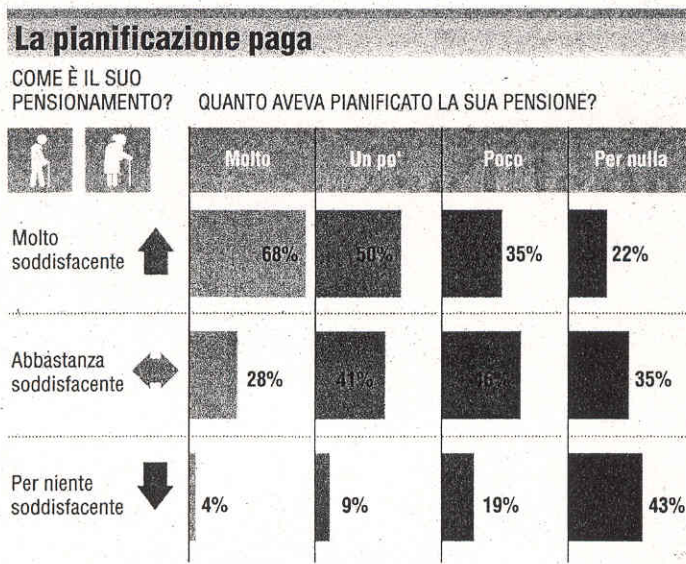 La pianificazione paga
COME È IL SUO
PENSIONAMENTO?
QUANTO AVEVA PIANIFICATO LA SUA PENSIONE?
Molto
Un po'
Poco
Per nulla
Molto
soddisfacente
68%
50%
35%
22%
Abbastanza
soddisfacente
28%
41%
46%
35%
Per niente
soddisfacente
4%
9%
19%
43%